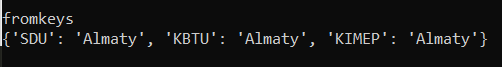 fromkeys
{'SDU': 'Almaty', 'KBTU': 'Almaty', 'KIMEP': 'Almaty'}